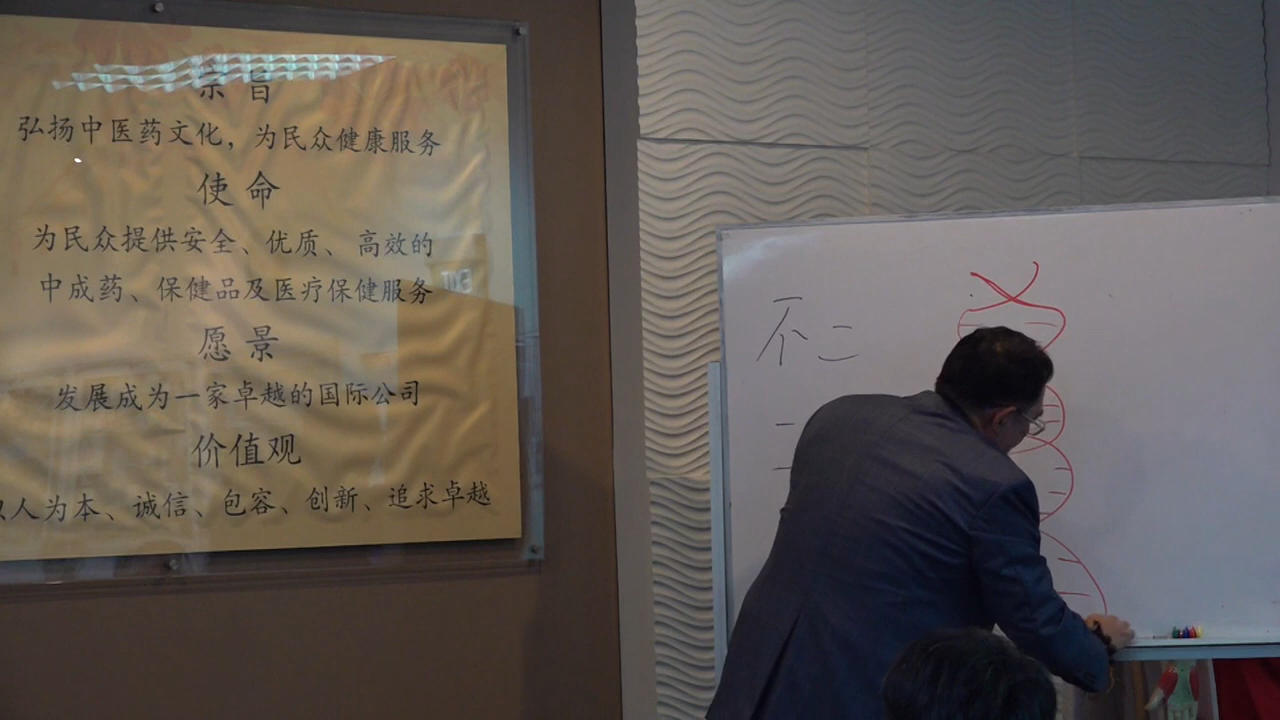 宗旨
弘扬中医药文化，为民众健康服务
使命
为民众提供安全、优质、高效的
中成药、保健品及医疗保健服务
愿景
发展成为一家卓越的国际公司
价值观
以人为本、诚信、包容、创新、追求卓越
不二